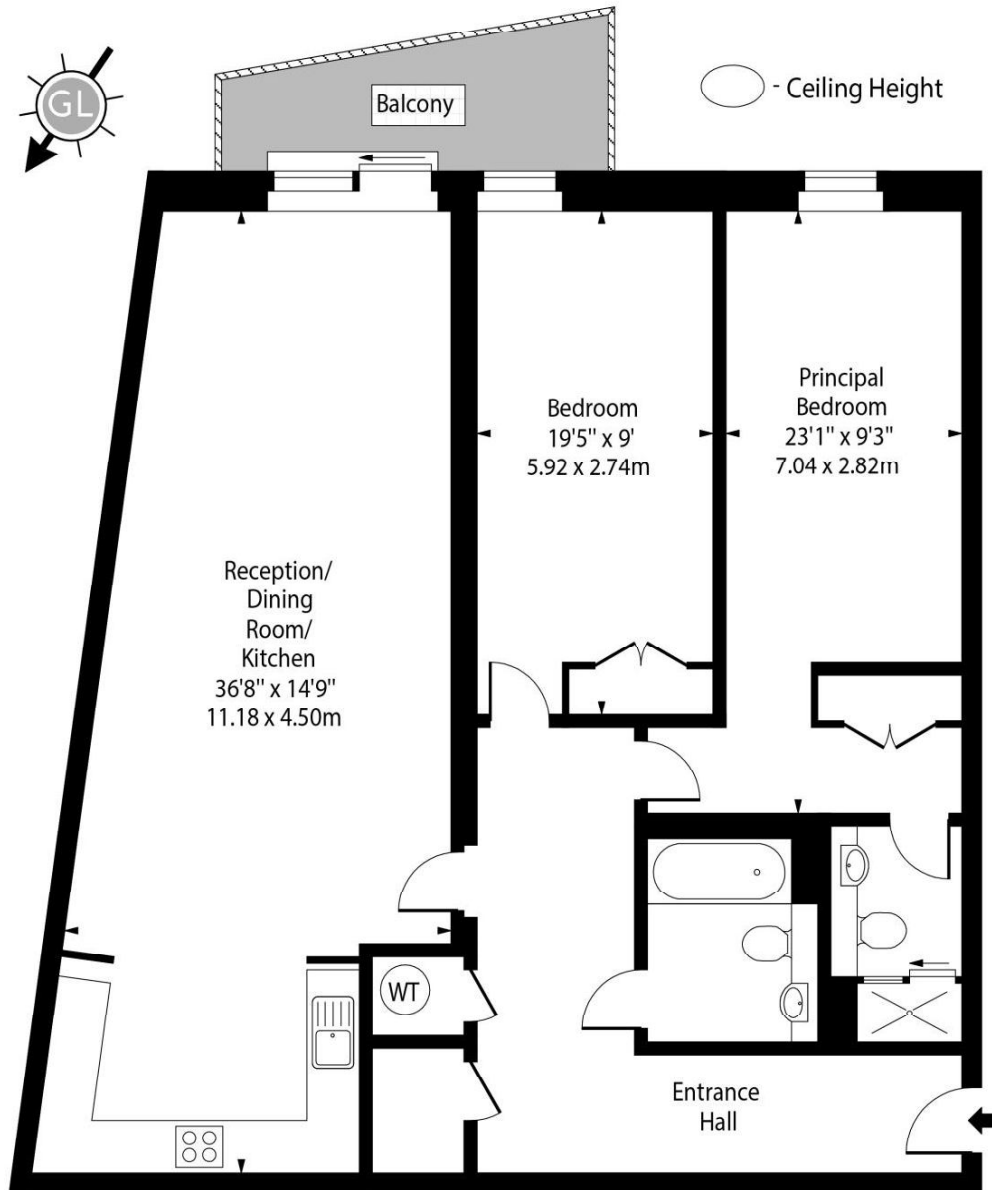 GL
Balcony
- Ceiling Height
Bedroom
19'5" x 9'
5.92 x 2.74m
Principal
Bedroom
23'1" x 9'3"
7.04 x 2.82m
Reception/
Dining
Room/
Kitchen
36'8" x 14'9"
11.18 x 4.50m
WT
Entrance
Hall